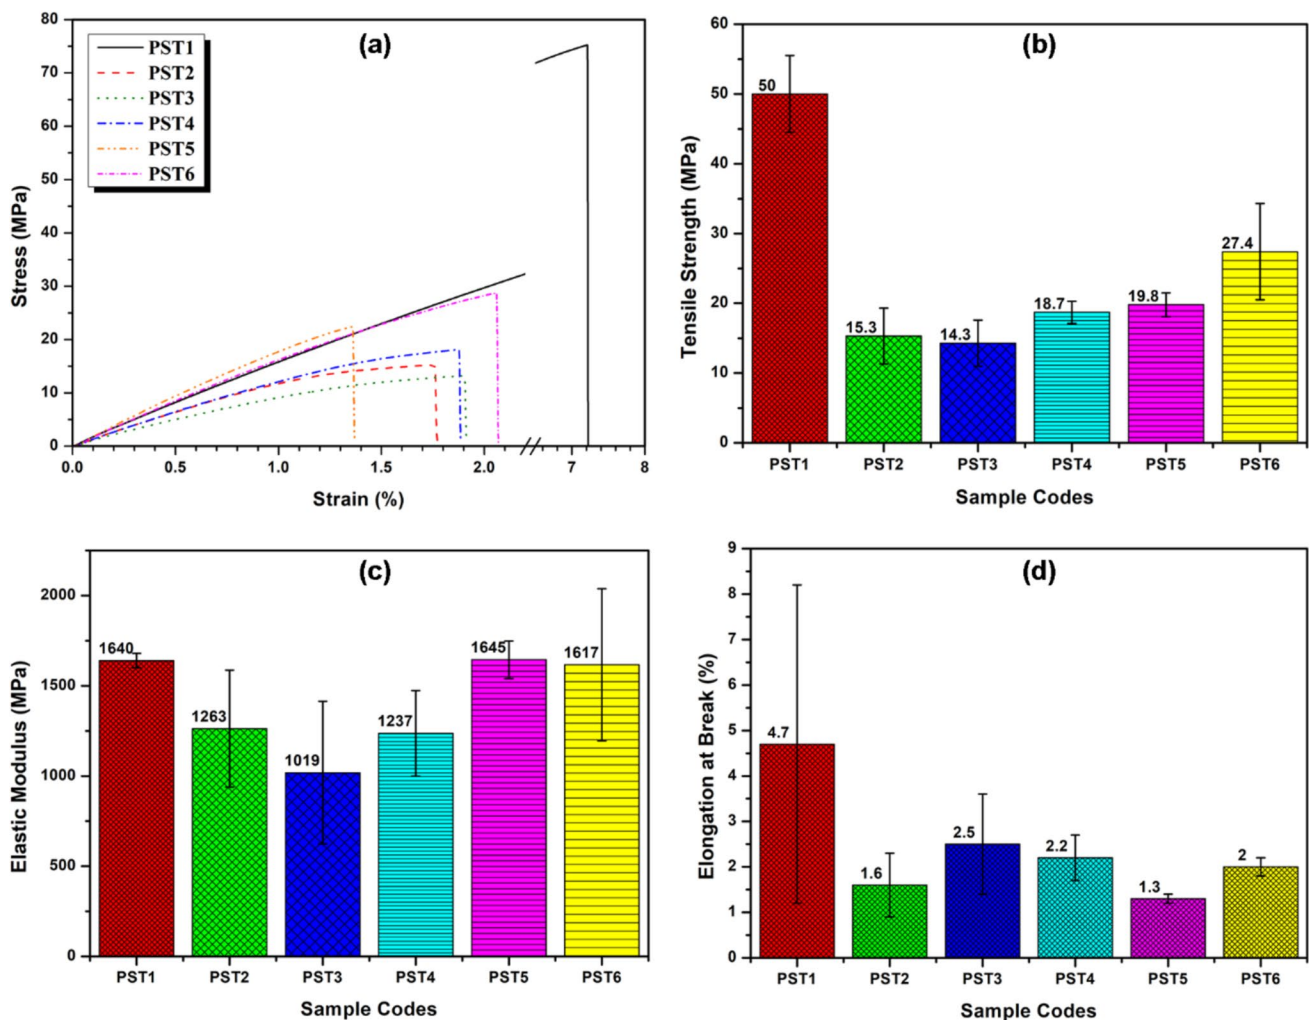 (a)
Stress (MPa)
80
70
60
50
40
30
20
10
0
PST1
PST2
PST3
PST4
PST5
PST6
0.0 0.5 1.0 1.5 2.0 7 8
Strain (%)
(b)
Tensile Strength (MPa)
60
50
40
30
20
10
0
50
15.3
14.3
18.7
19.8
27.4
PST1 PST2 PST3 PST4 PST5 PST6
Sample Codes
(c)
Elastic Modulus (MPa)
2000
1500
1000
500
0
1640
1263
1019
1237
1645
1617
PST1 PST2 PST3 PST4 PST5 PST6
Sample Codes
(d)
Elongation at Break (%)
9
8
7
6
5
4
3
2
1
0
4.7
1.6
2.5
2.2
1.3
2
PST1 PST2 PST3 PST4 PST5 PST6
Sample Codes